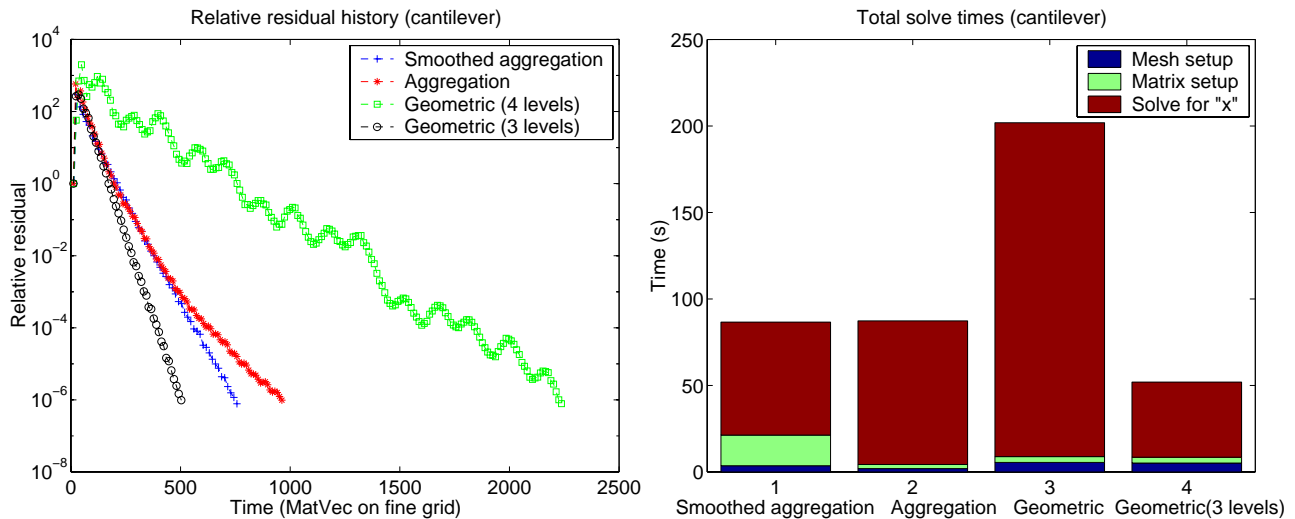 Relative residual history (cantilever)
10^4
10^2
10^0
10^-2
10^-4
10^-6
10^-8
Relative residual
Smoothed aggregation
Aggregation
Geometric (4 levels)
Geometric (3 levels)
0 500 1000 1500 2000 2500
Time (MatVec on fine grid)
Total solve times (cantilever)
250
200
150
100
50
0
Time (s)
Mesh setup
Matrix setup
Solve for "x"
1 2 3 4
Smoothed aggregation Aggregation Geometric Geometric(3 levels)